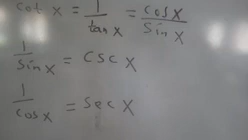 cot x = 1/tan x = cos x/sin x
1/sin x = csc x
1/cos x = sec x